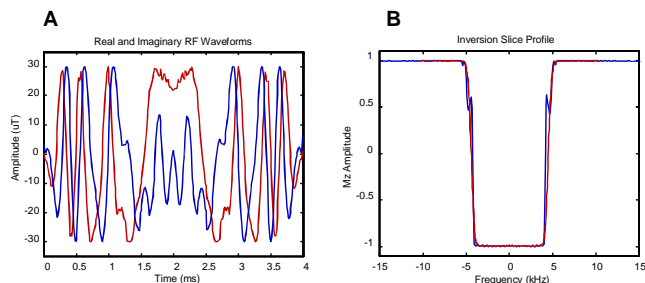 A
Real and Imaginary RF Waveforms
Amplitude (uT)
30
20
10
0
-10
-20
-30
0 0.5 1 1.5 2 2.5 3 3.5 4
Time (ms)
B
Inversion Slice Profile
Mz Amplitude
1
0.5
0
-0.5
-1
-15 -10 -5 0 5 10 15
Frequency (kHz)